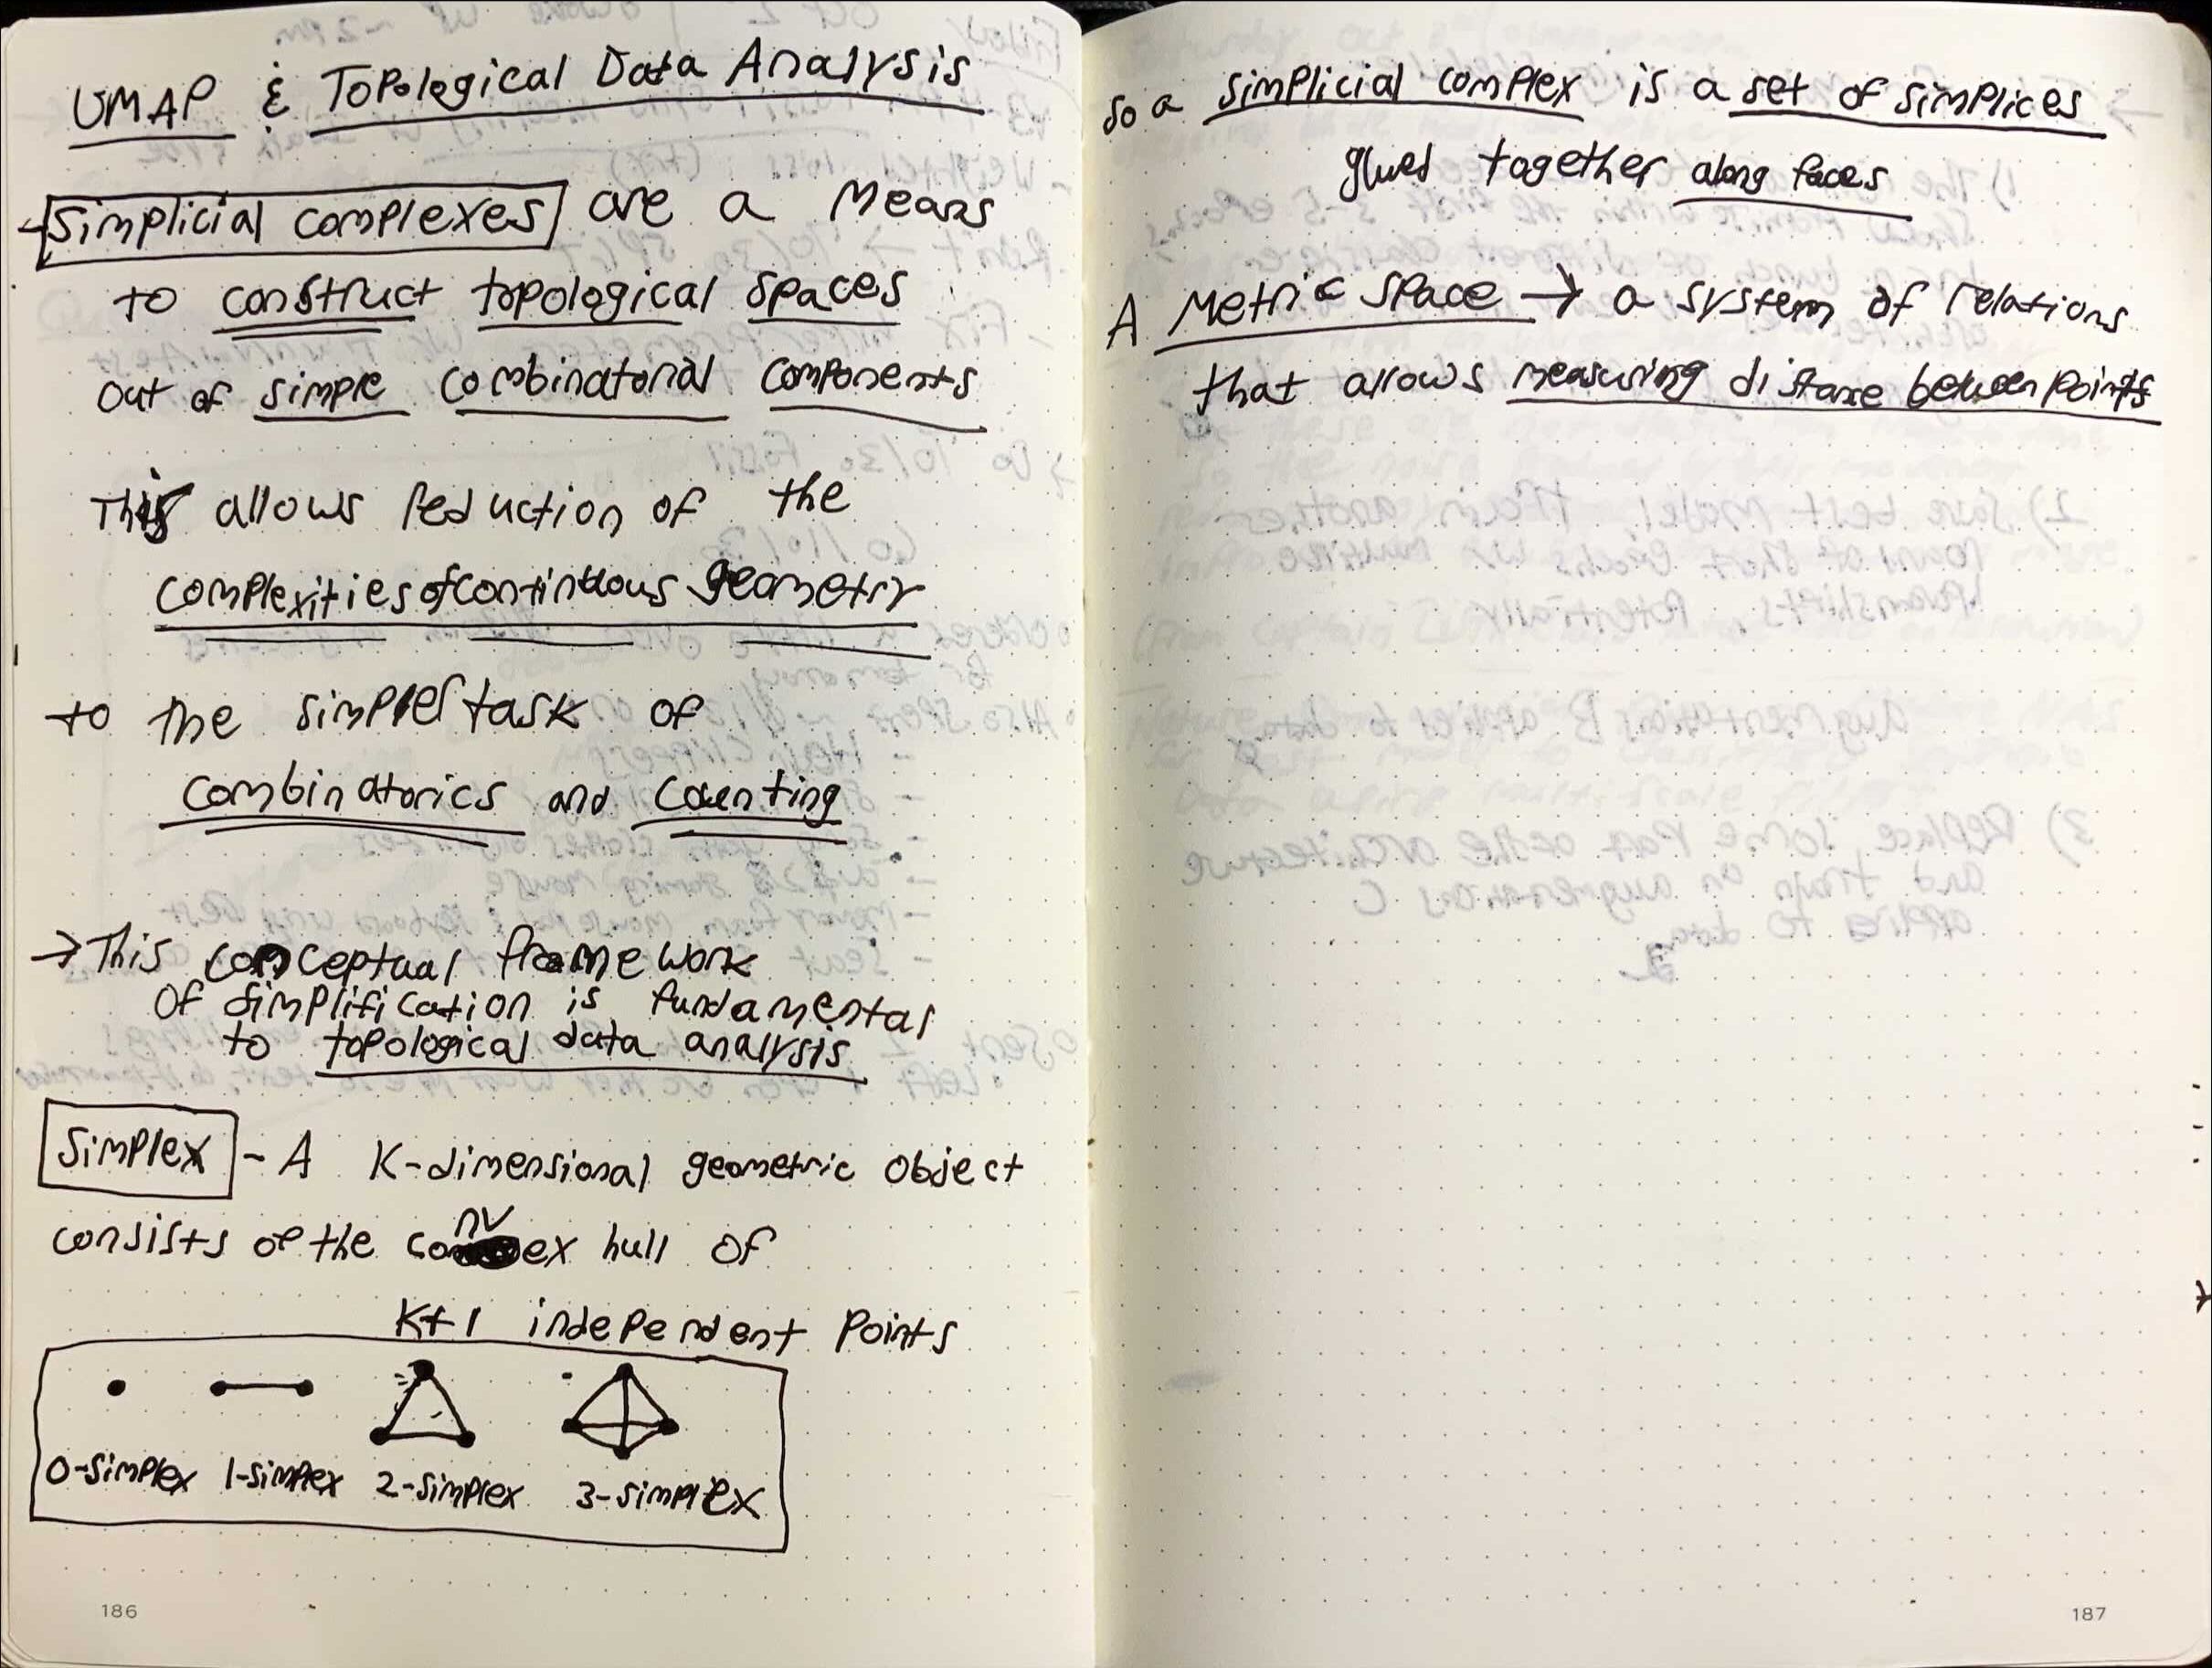 UMAP & Topological Data Analysis
- Simplicial complexes are a means
to construct topological spaces
out of simple combinatorial components
This allows reduction of the
complexities of continuous geometry
to the simpler task of
combinatorics and counting
→ This conceptual framework
of simplification is fundamental
to topological data analysis
Simplex - A K-dimensional geometric object
consists of the convex hull of
K+1 independent points
0-simplex 1-simplex 2-simplex 3-simplex
186
so a simplicial complex is a set of simplices
glued together along faces
A metric space → a system of relations
that allows measuring distance between points
187